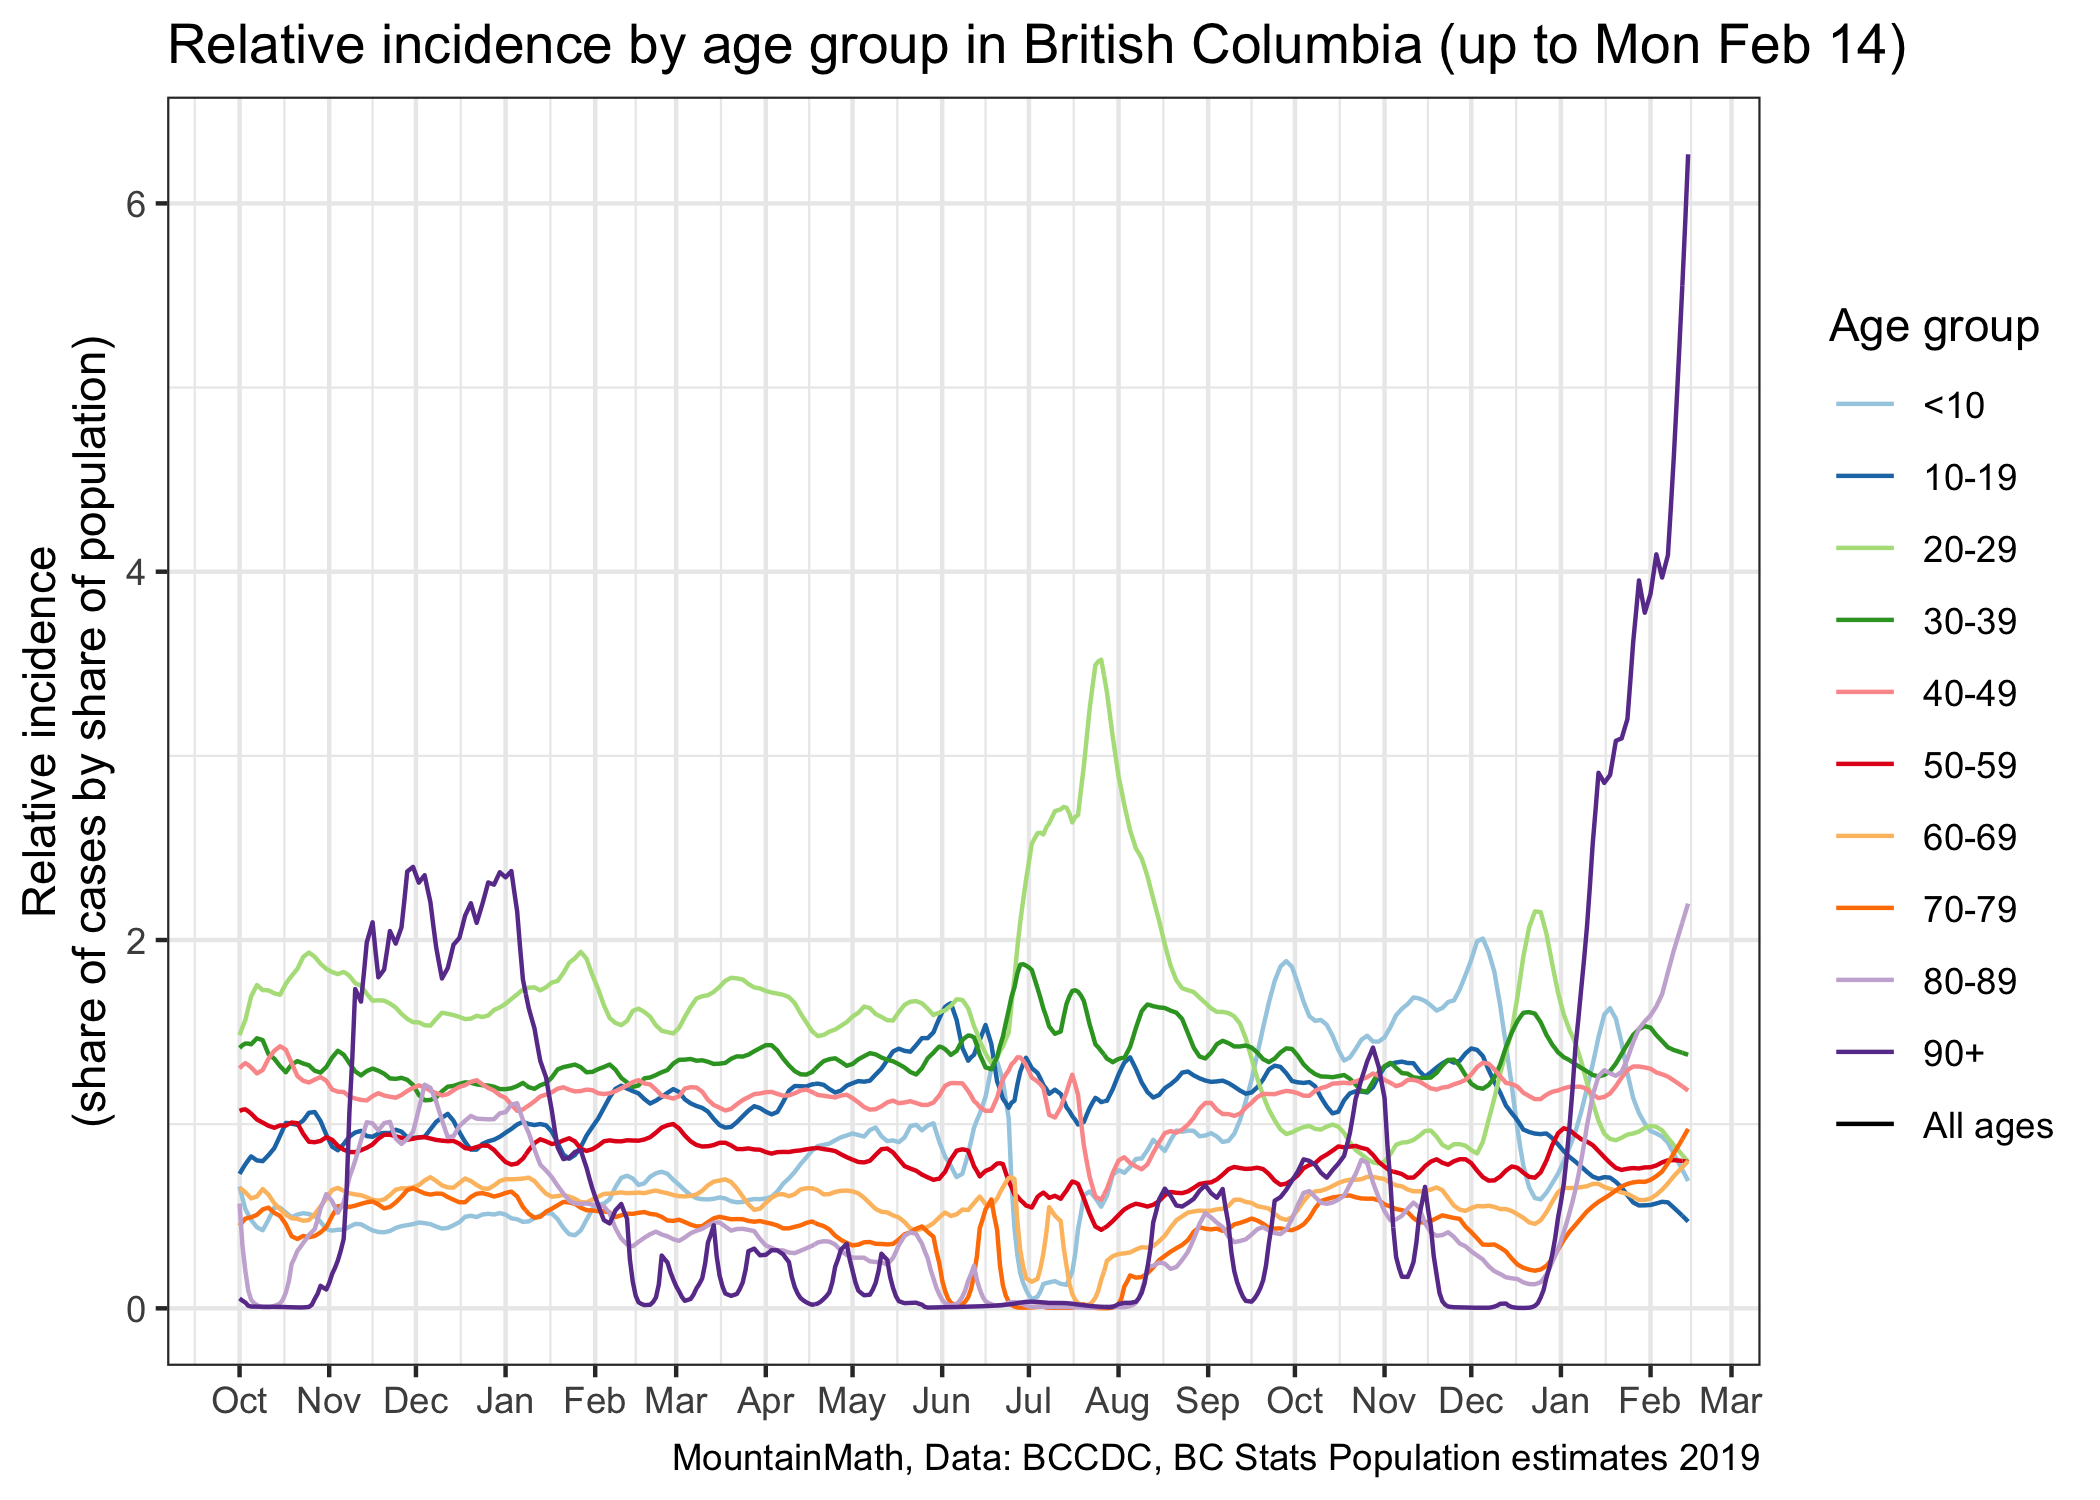 Relative incidence by age group in British Columbia (up to Mon Feb 14)
Relative incidence
(share of cases by share of population)
6
4
2
0
Oct Nov Dec Jan Feb Mar Apr May Jun Jul Aug Sep Oct Nov Dec Jan Feb Mar
Age group
<10
10-19
20-29
30-39
40-49
50-59
60-69
70-79
80-89
90+
All ages
MountainMath, Data: BCCDC, BC Stats Population estimates 2019